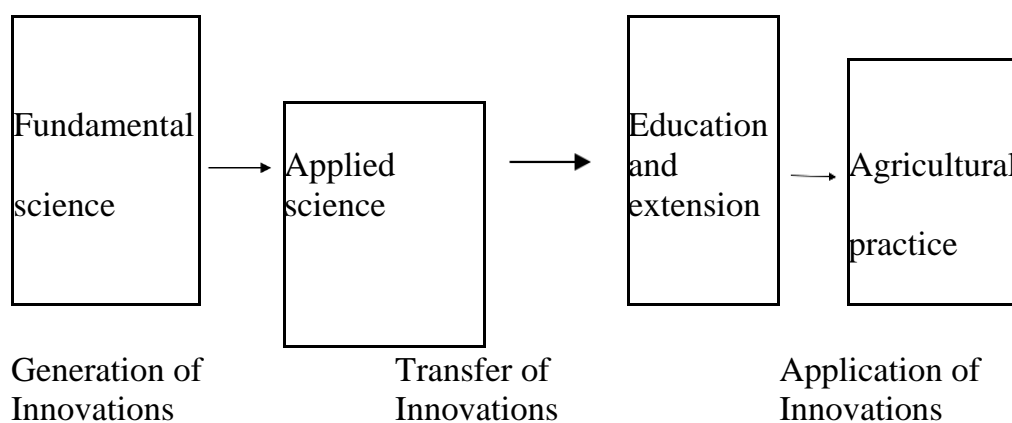 Fundamental
science
Applied
science
Education
and
extension
Agricultural
practice
Generation of
Innovations
Transfer of
Innovations
Application of
Innovations